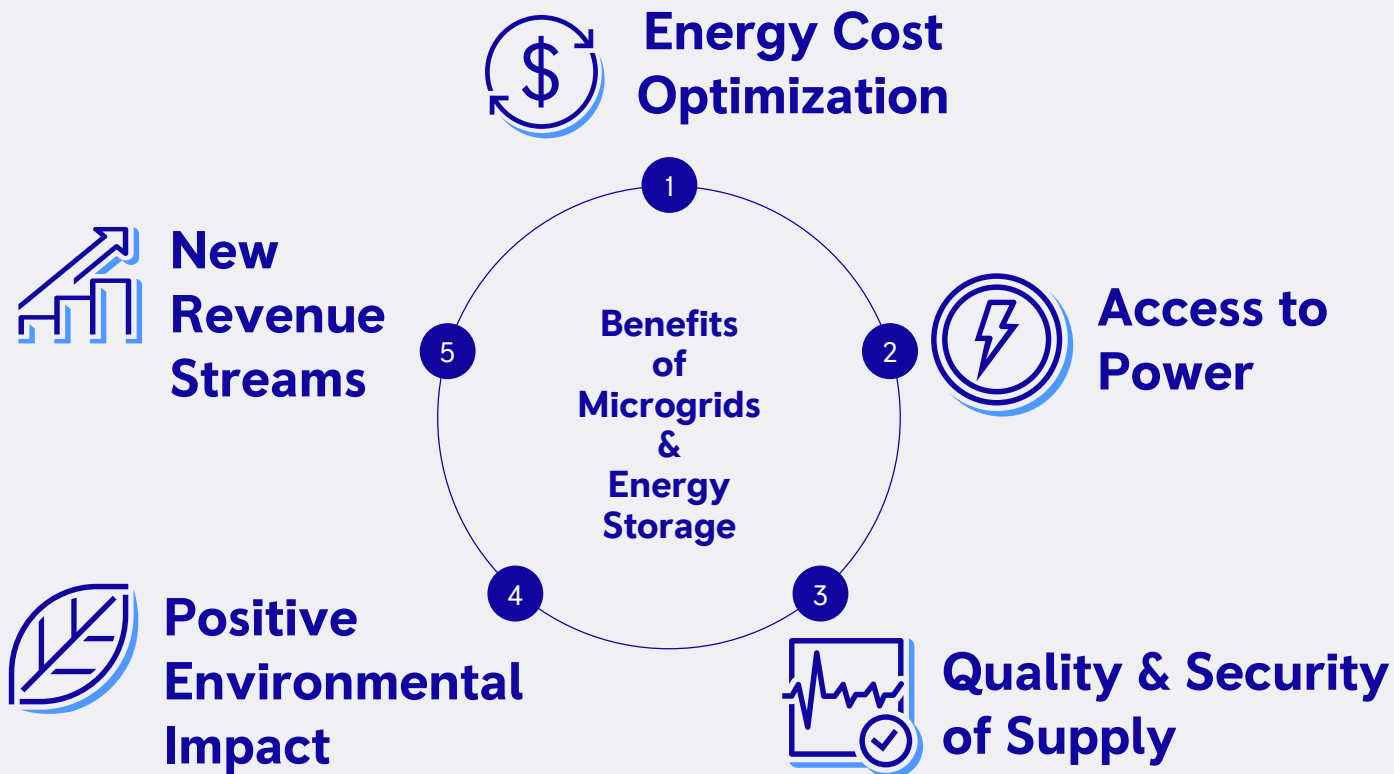 $
Energy Cost
Optimization
1
New
Revenue
Streams
5
Benefits
of
Microgrids
&
Energy
Storage
2
Access to
Power
4
Positive
Environmental
Impact
3
Quality & Security
of Supply